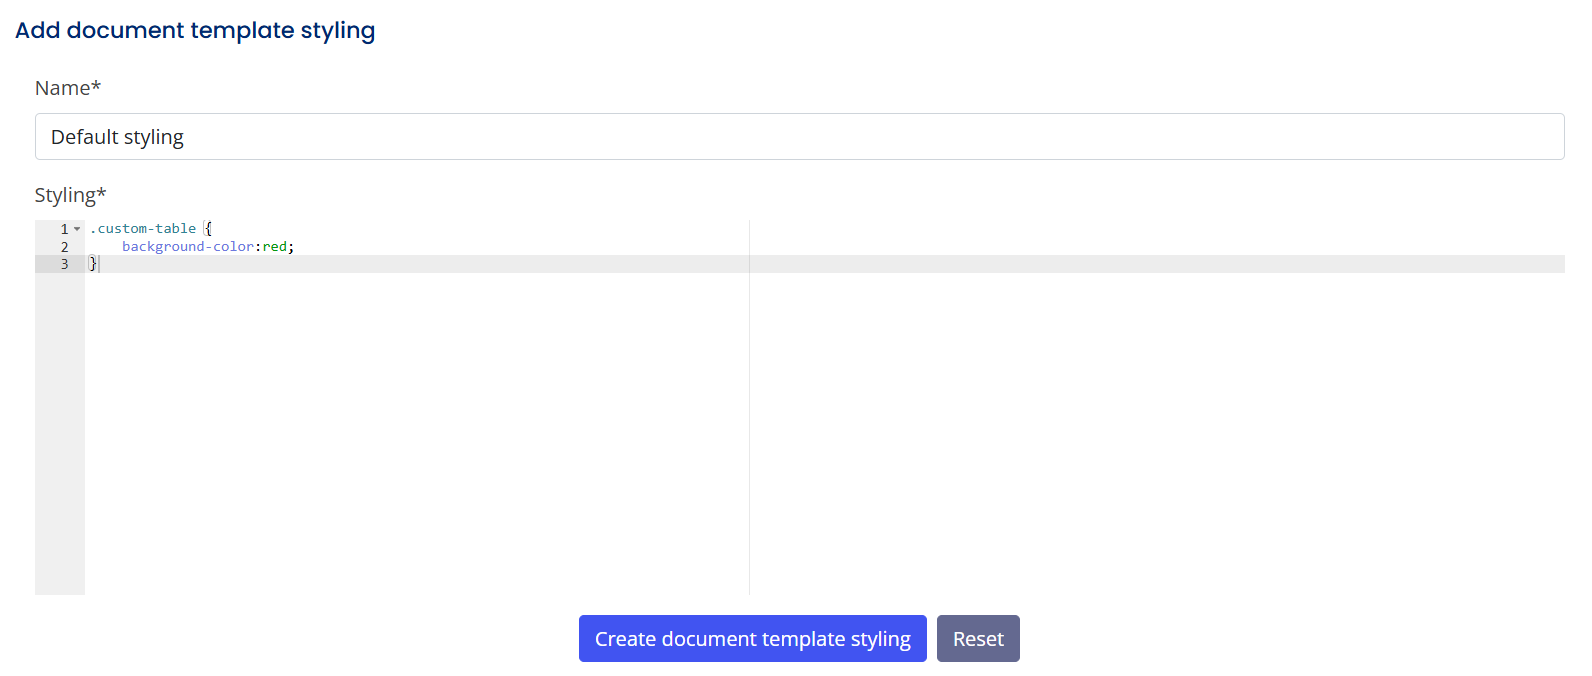 Add document template styling
Name*
Default styling
Styling*
1 .custom-table {
2     background-color:red;
3 }
Create document template styling Reset